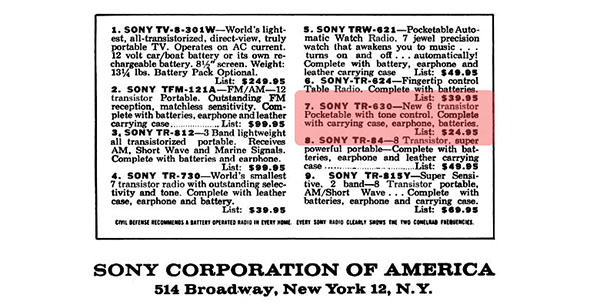 1. SONY TV-8-301W—World's light-
est, all-transistorized, direct-view, truly
portable TV. Operates on AC current.
12 volt car/boat battery or its own re-
chargeable battery. 8½" screen. Weight:
13¼ lbs. Battery Pack Optional.
List: $249.95
2. SONY TFM-121A—FM/AM—12
transistor Portable. Outstanding FM
reception, matchless sensitivity. Com-
plete with batteries, earphone and leather
carrying case List: $99.95
3. SONY TR-812—3 Band lightweight
all transistorized portable. Receives
AM, Short Wave and Marine Signals.
Complete with batteries and earphone.
List: $99.95
4. SONY TR-730—World's smallest
7 transistor radio with outstanding selec-
tivity and tone. Complete with leather
case, earphone and battery.
List: $39.95
5. SONY TRW-621—Pocketable Auto-
matic Watch Radio. 7 jewel precision
watch that awakens you to music . . .
turns on and off . . . automatically!
Complete with battery, earphone and
leather carrying case List: $49.95
6. SONY-TR-624—Fingertip control
Table Radio. Complete with batteries.
List: $39.95
7. SONY TR-630—New 6 transistor
Pocketable with tone control. Complete
with carrying case, earphone, batteries.
List: $24.95
8. SONY TR-84—8 Transistor, super
powerful portable—Complete with bat-
teries, earphone and leather carrying
case List: $49.95
9. SONY TR-815Y—Super Sensi-
tive. 2 band—8 Transistor portable,
AM/Short Wave . . . Complete with
batteries, earphone and carrying case.
List: $69.95
CIVIL DEFENSE RECOMMENDS A BATTERY OPERATED RADIO IN EVERY HOME. EVERY SONY RADIO CLEARLY SHOWS THE TWO CONELRAD FREQUENCIES.
SONY CORPORATION OF AMERICA
514 Broadway, New York 12, N.Y.